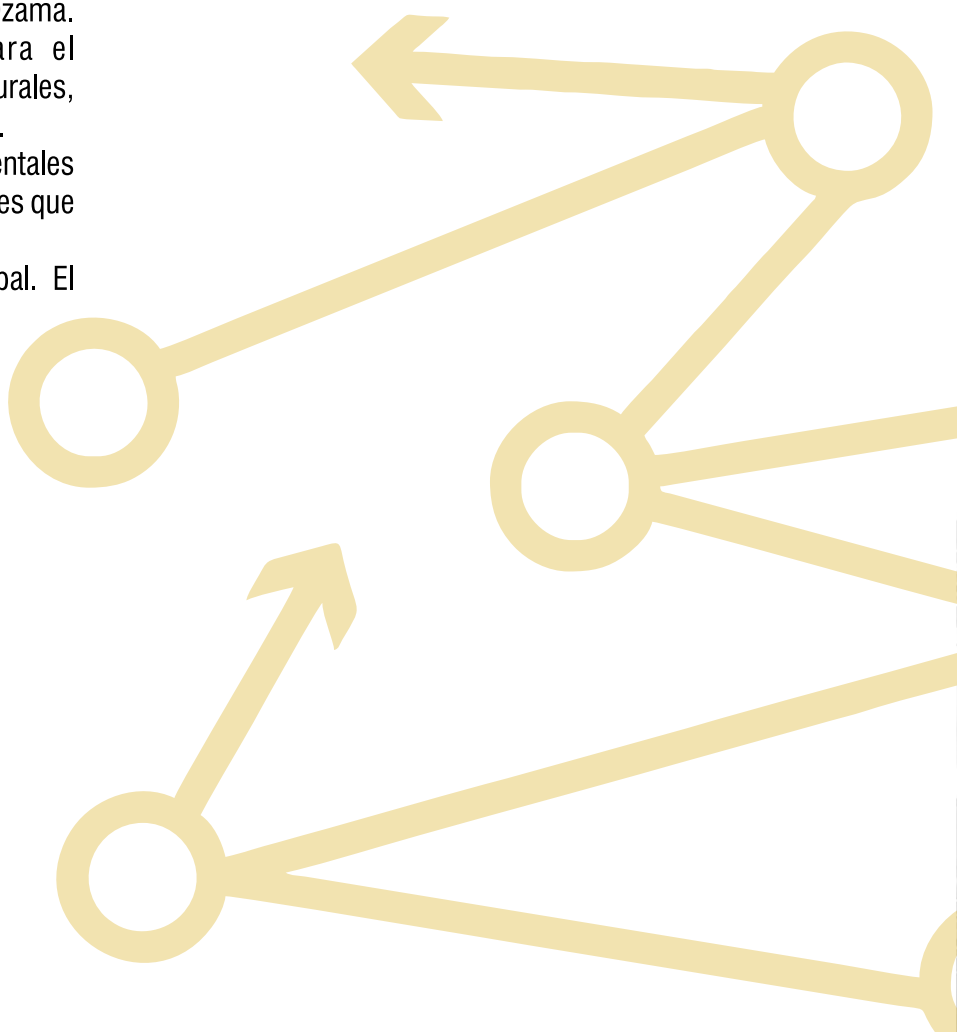 zama.
ara el
urales,
.
entales
es que
bal. El